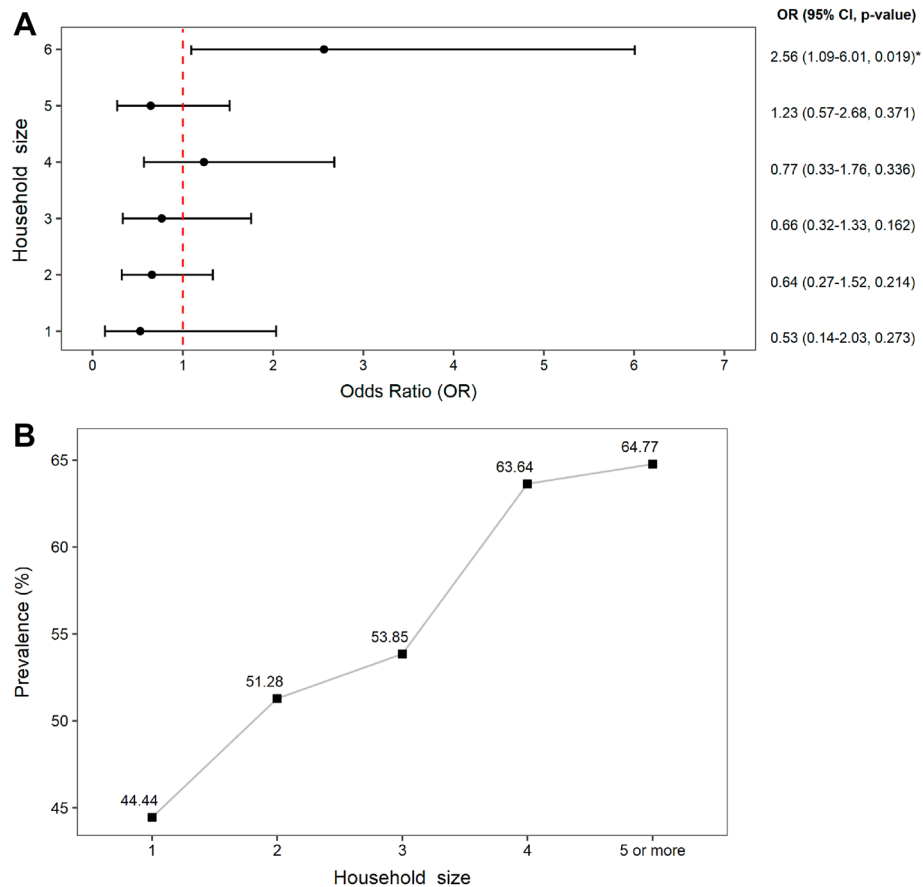 A
OR (95% CI, p-value)
6
2.56 (1.09-6.01, 0.019)*
5
1.23 (0.57-2.68, 0.371)
4
0.77 (0.33-1.76, 0.336)
3
0.66 (0.32-1.33, 0.162)
2
0.64 (0.27-1.52, 0.214)
1
0.53 (0.14-2.03, 0.273)
Household size
0 1 2 3 4 5 6 7
Odds Ratio (OR)
B
65
60
55
50
45
Prevalence (%)
44.44
51.28
53.85
63.64
64.77
1 2 3 4 5 or more
Household size